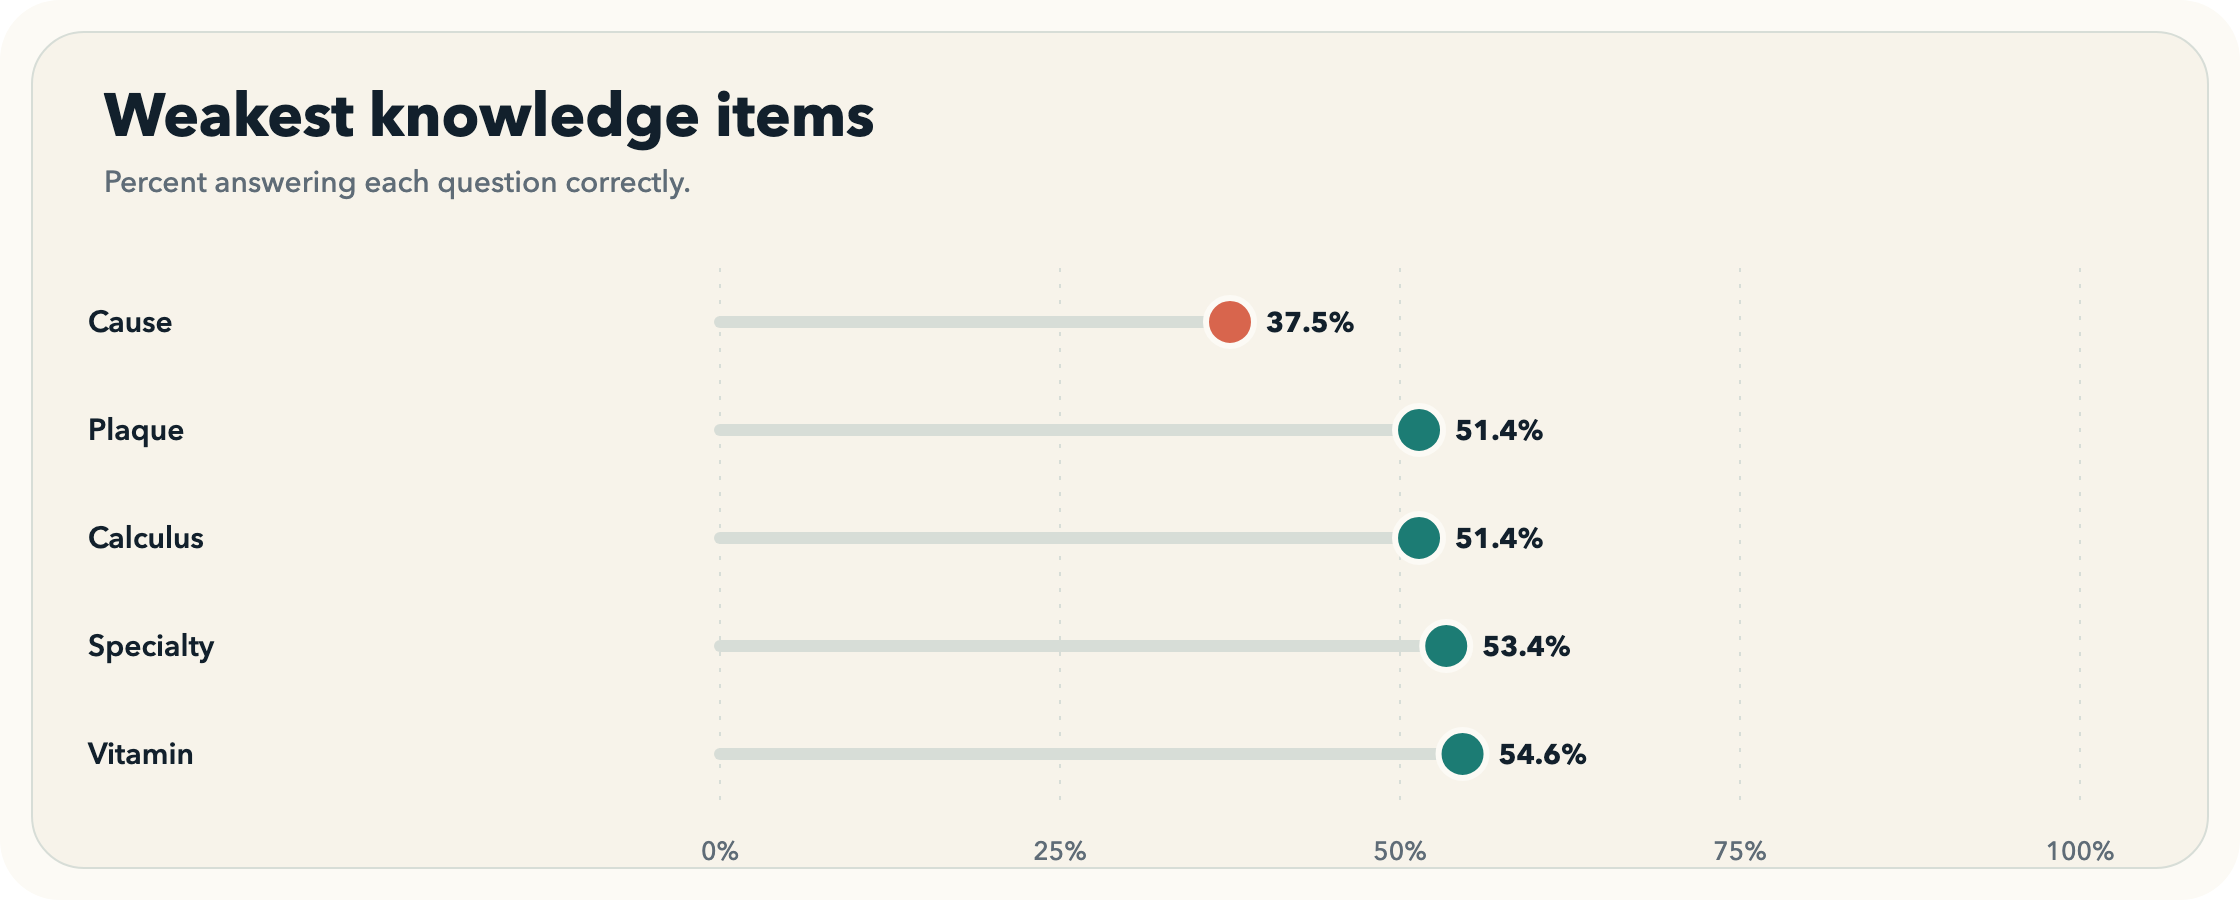 Weakest knowledge items
Percent answering each question correctly.
Cause 37.5%
Plaque 51.4%
Calculus 51.4%
Specialty 53.4%
Vitamin 54.6%
0% 25% 50% 75% 100%